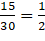 15/30 = 1/2